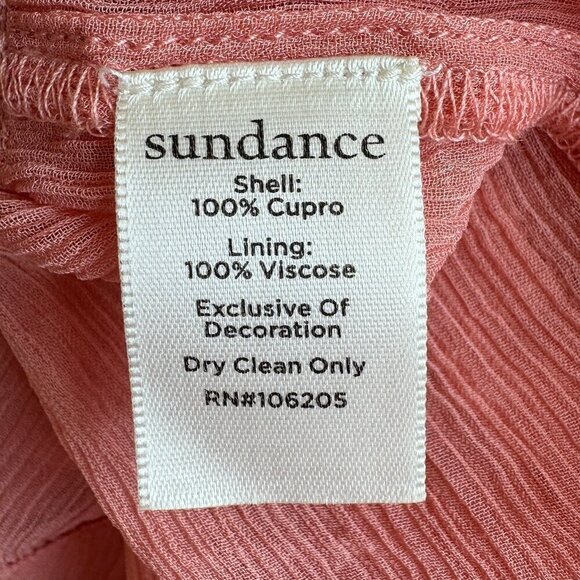 sundance
Shell:
100% Cupro
Lining:
100% Viscose
Exclusive Of
Decoration
Dry Clean Only
RN#106205